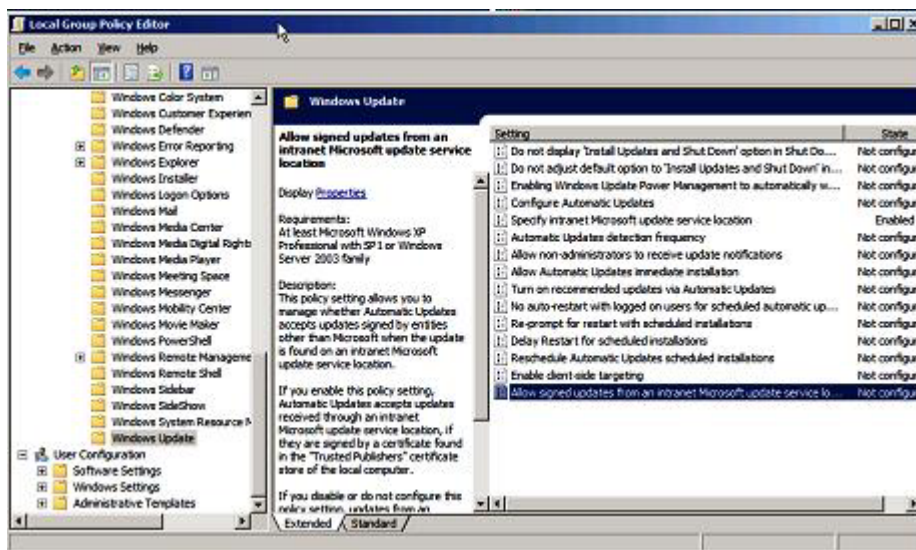 Local Group Policy Editor
File Action View Help
Windows Color System
Windows Customer Experien
Windows Defender
Windows Error Reporting
Windows Explorer
Windows Installer
Windows Logon Options
Windows Mail
Windows Media Center
Windows Media Digital Rights
Windows Media Player
Windows Meeting Space
Windows Messenger
Windows Mobility Center
Windows Movie Maker
Windows PowerShell
Windows Remote Manageme
Windows Remote Shell
Windows Sidebar
Windows SideShow
Windows System Resource M
Windows Update
User Configuration
Software Settings
Windows Settings
Administrative Templates
Windows Update
Allow signed updates from an
intranet Microsoft update service
location
Display Properties
Requirements:
At least Microsoft Windows XP
Professional with SP1 or Windows
Server 2003 family
Description:
This policy setting allows you to
manage whether Automatic Updates
accepts updates signed by entities
other than Microsoft when the update
is found on an intranet Microsoft
update service location.
If you enable this policy setting,
Automatic Updates accepts updates
received through an intranet
Microsoft update service location, if
they are signed by a certificate found
in the "Trusted Publishers" certificate
store of the local computer.
If you disable or do not configure this
policy setting, updates from an
Setting State
Do not display 'Install Updates and Shut Down' option in Shut Do.... Not configu
Do not adjust default option to 'Install Updates and Shut Down' in.... Not configu
Enabling Windows Update Power Management to automatically w.... Not configu
Configure Automatic Updates Not configu
Specify intranet Microsoft update service location Enabled
Automatic Updates detection frequency Not configu
Allow non-administrators to receive update notifications Not configu
Allow Automatic Updates immediate installation Not configu
Turn on recommended updates via Automatic Updates Not configu
No auto-restart with logged on users for scheduled automatic up.... Not configu
Re-prompt for restart with scheduled installations Not configu
Delay Restart for scheduled installations Not configu
Reschedule Automatic Updates scheduled installations Not configu
Enable client-side targeting Not configu
Allow signed updates from an intranet Microsoft update service lo.... Not configu
Extended Standard